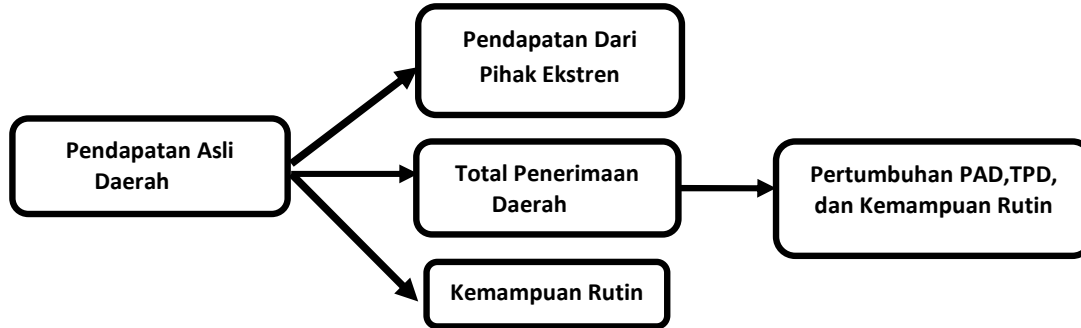 Pendapatan Dari
Pihak Ekstren
Pendapatan Asli
Daerah
Total Penerimaan
Daerah
Pertumbuhan PAD,TPD,
dan Kemampuan Rutin
Kemampuan Rutin